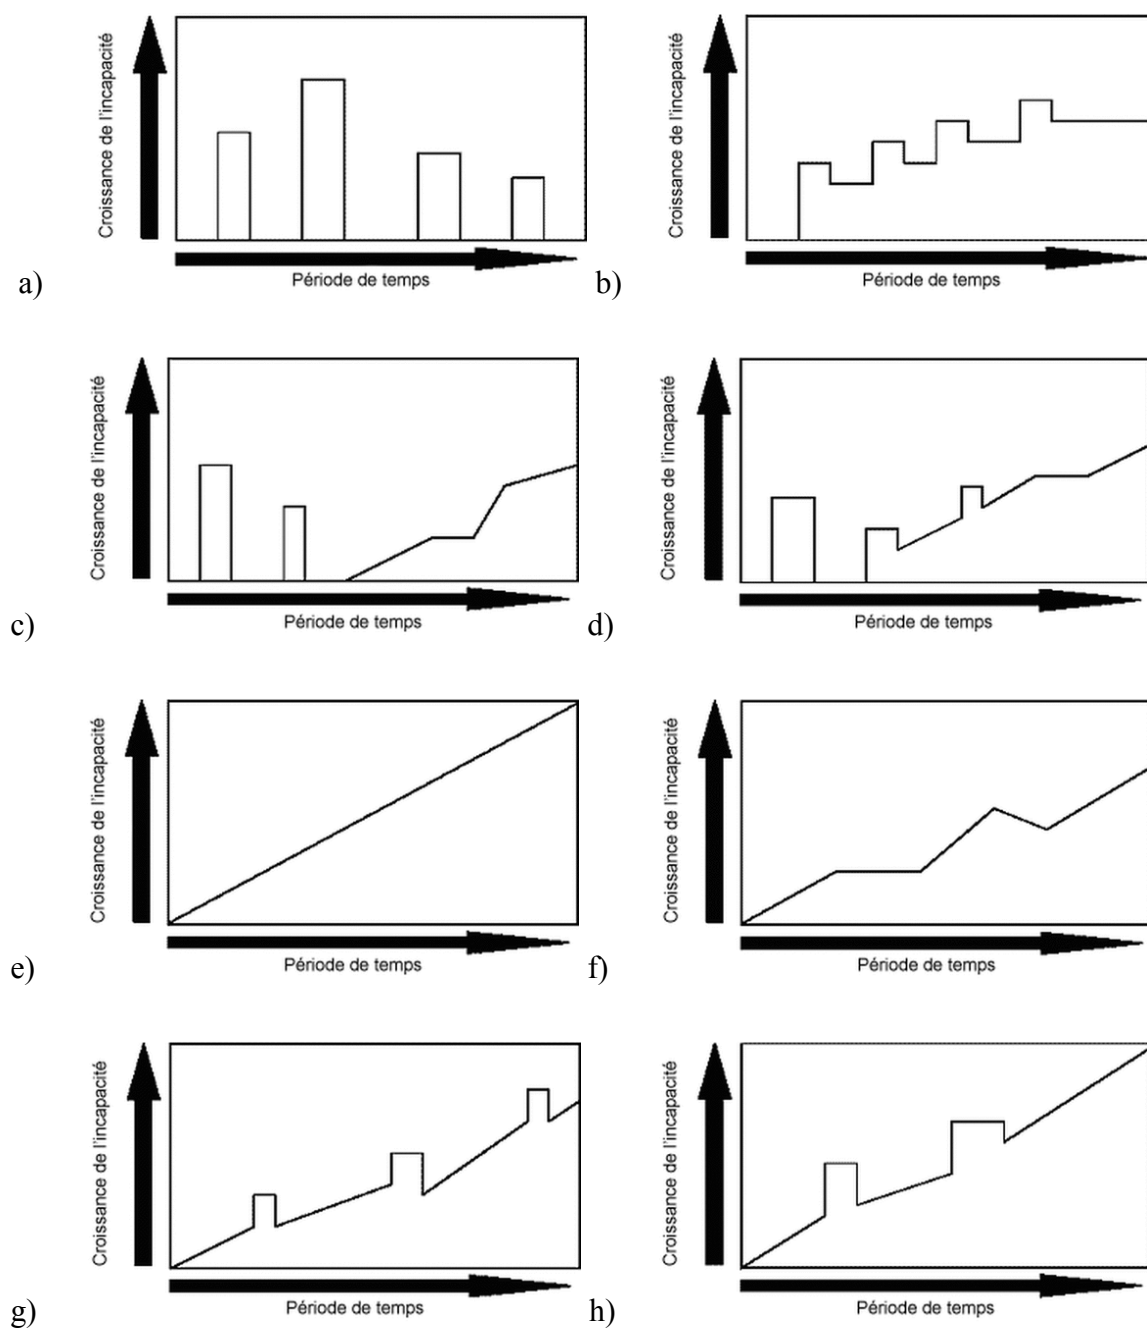 Croissance de l'incapacité
Période de temps
a)
Croissance de l'incapacité
Période de temps
b)
Croissance de l'incapacité
Période de temps
c)
Croissance de l'incapacité
Période de temps
d)
Croissance de l'incapacité
Période de temps
e)
Croissance de l'incapacité
Période de temps
f)
Croissance de l'incapacité
Période de temps
g)
Croissance de l'incapacité
Période de temps
h)